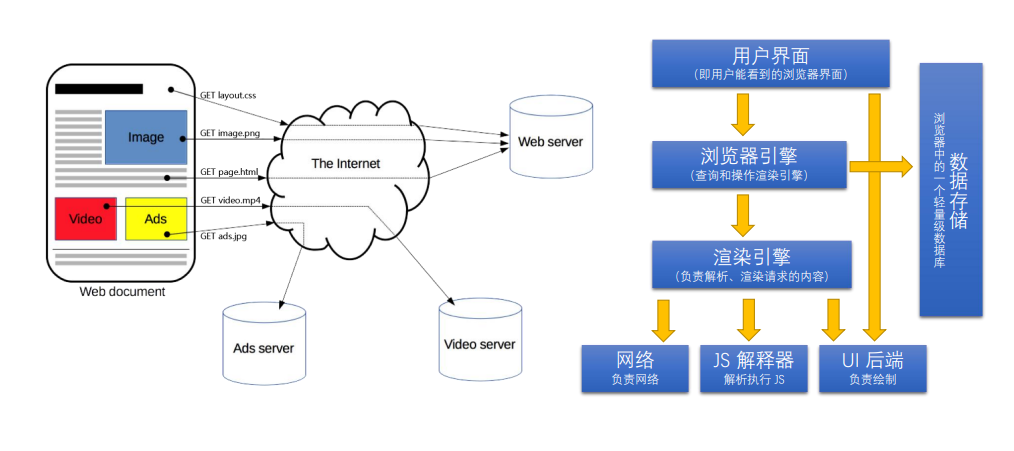 GET layout.css
GET image.png
Image
The Internet
Web server
GET page.html
GET video.mp4
Video
Ads
GET ads.jpg
Web document
Ads server
Video server
用户界面
（即用户能看到的浏览器界面）
浏览器引擎
（查询和操作渲染引擎）
渲染引擎
（负责解析、渲染请求的内容）
网络
负责网络
JS 解释器
解析执行 JS
UI 后端
负责绘制
数据存储
浏览器中的一个轻量级数据库